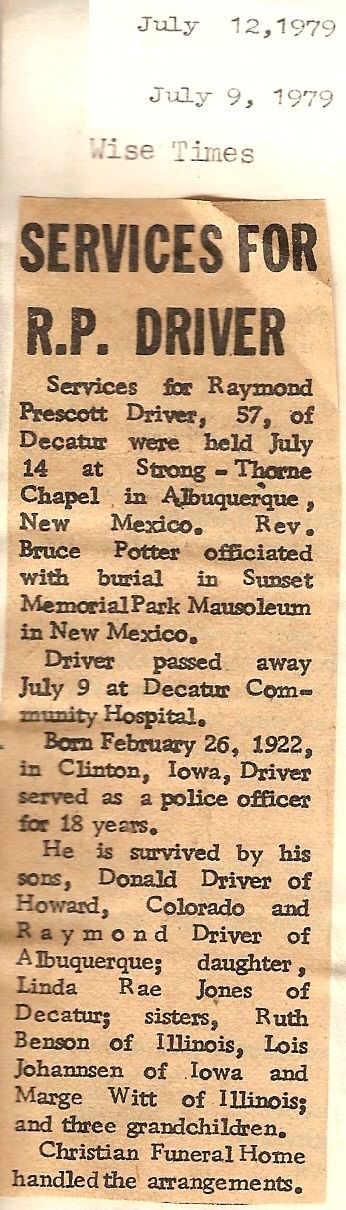 July 12,1979
July 9, 1979
Wise Times
SERVICES FOR
R.P. DRIVER
Services for Raymond
Prescott Driver, 57, of
Decatur were held July
14 at Strong - Thorne
Chapel in Albuquerque,
New Mexico. Rev.
Bruce Potter officiated
with burial in Sunset
Memorial Park Mausoleum
in New Mexico.
Driver passed away
July 9 at Decatur Com-
munity Hospital.
Born February 26, 1922,
in Clinton, Iowa, Driver
served as a police officer
for 18 years.
He is survived by his
sons, Donald Driver of
Howard, Colorado and
Raymond Driver of
Albuquerque; daughter,
Linda Rae Jones of
Decatur; sisters, Ruth
Benson of Illinois, Lois
Johannsen of Iowa and
Marge Witt of Illinois;
and three grandchildren.
Christian Funeral Home
handled the arrangements.